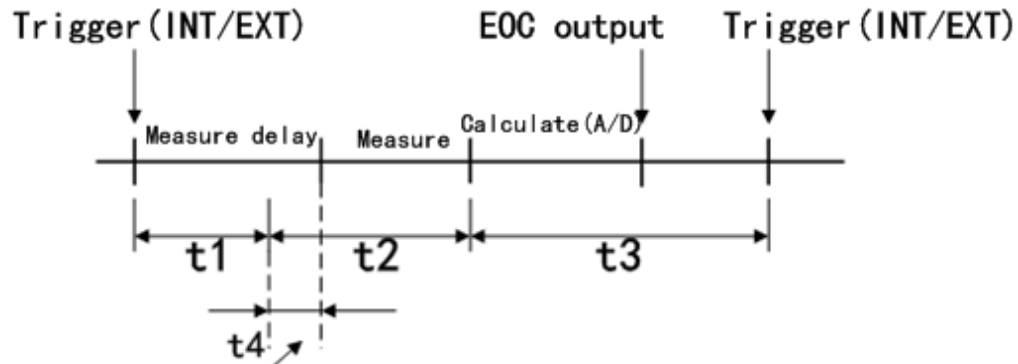 Trigger(INT/EXT) EOC output Trigger(INT/EXT)
Measure delay Measure Calculate(A/D)
t1 t2 t3
t4